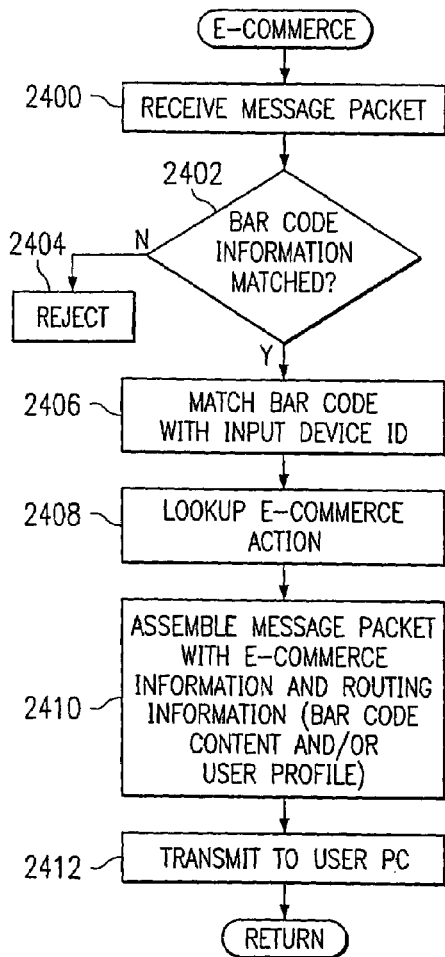 E-COMMERCE
2400
RECEIVE MESSAGE PACKET
2402
BAR CODE
INFORMATION
MATCHED?
N
2404
REJECT
Y
2406
MATCH BAR CODE
WITH INPUT DEVICE ID
2408
LOOKUP E-COMMERCE
ACTION
2410
ASSEMBLE MESSAGE PACKET
WITH E-COMMERCE
INFORMATION AND ROUTING
INFORMATION (BAR CODE
CONTENT AND/OR
USER PROFILE)
2412
TRANSMIT TO USER PC
RETURN